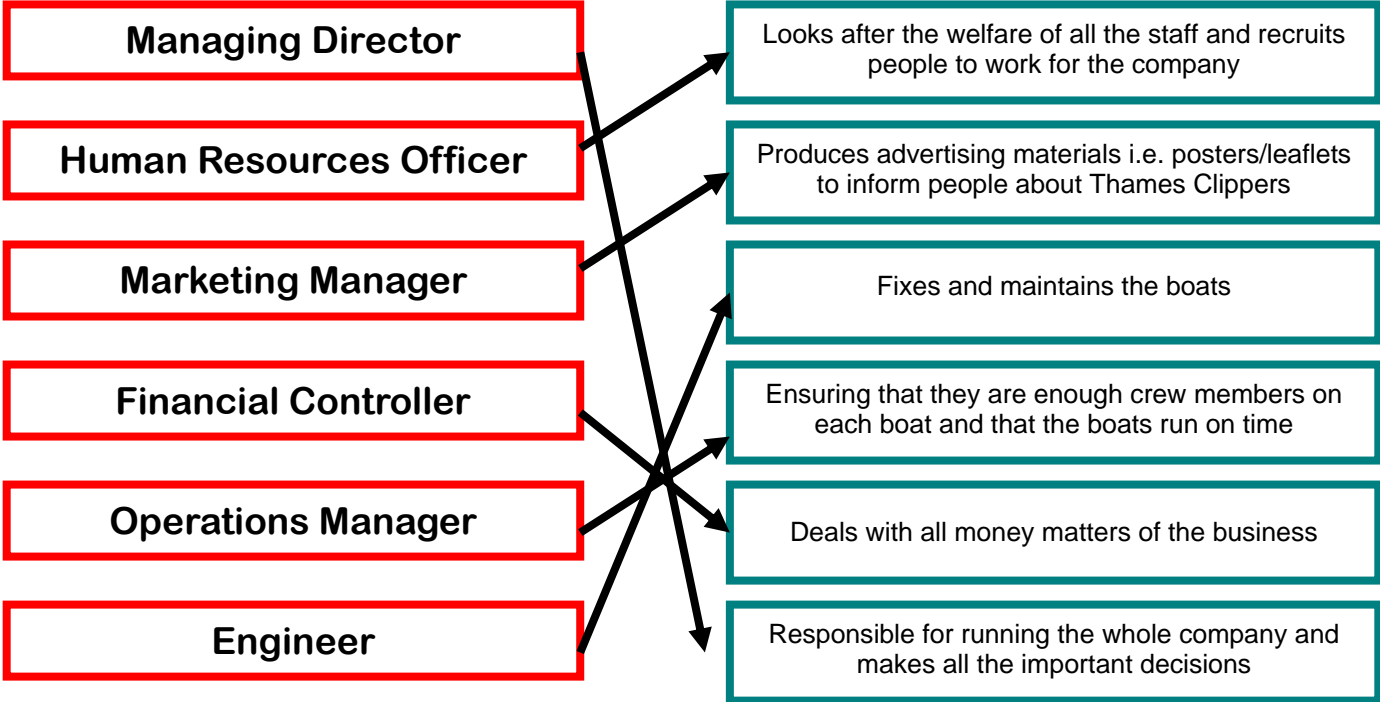 Managing Director
Looks after the welfare of all the staff and recruits
people to work for the company
Human Resources Officer
Produces advertising materials i.e. posters/leaflets
to inform people about Thames Clippers
Marketing Manager
Fixes and maintains the boats
Financial Controller
Ensuring that they are enough crew members on
each boat and that the boats run on time
Operations Manager
Deals with all money matters of the business
Engineer
Responsible for running the whole company and
makes all the important decisions